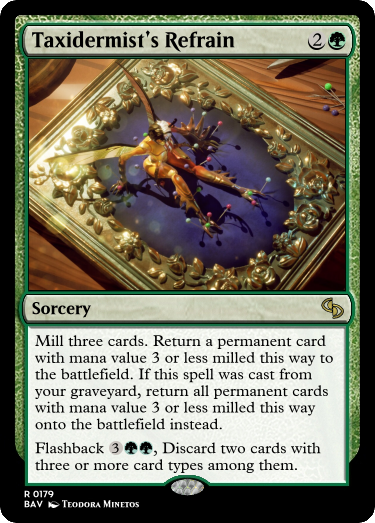 Taxidermist's Refrain 2
Sorcery
Mill three cards. Return a permanent card
with mana value 3 or less milled this way to
the battlefield. If this spell was cast from
your graveyard, return all permanent cards
with mana value 3 or less milled this way
onto the battlefield instead.
Flashback 3, Discard two cards with
three or more card types among them.
R 0179
BAV Teodora Minetos